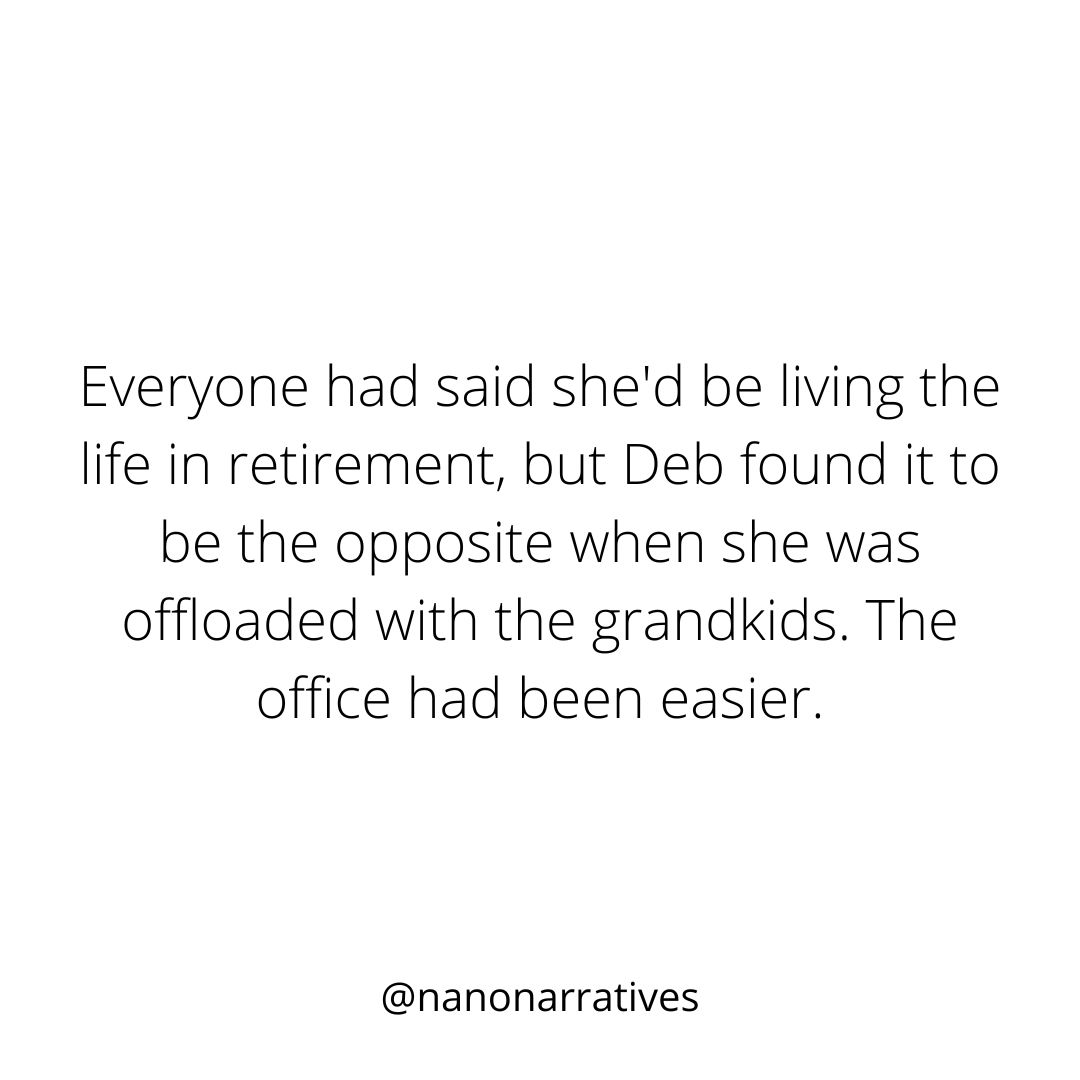 Everyone had said she'd be living the
life in retirement, but Deb found it to
be the opposite when she was
offloaded with the grandkids. The
office had been easier.
@nanonarratives